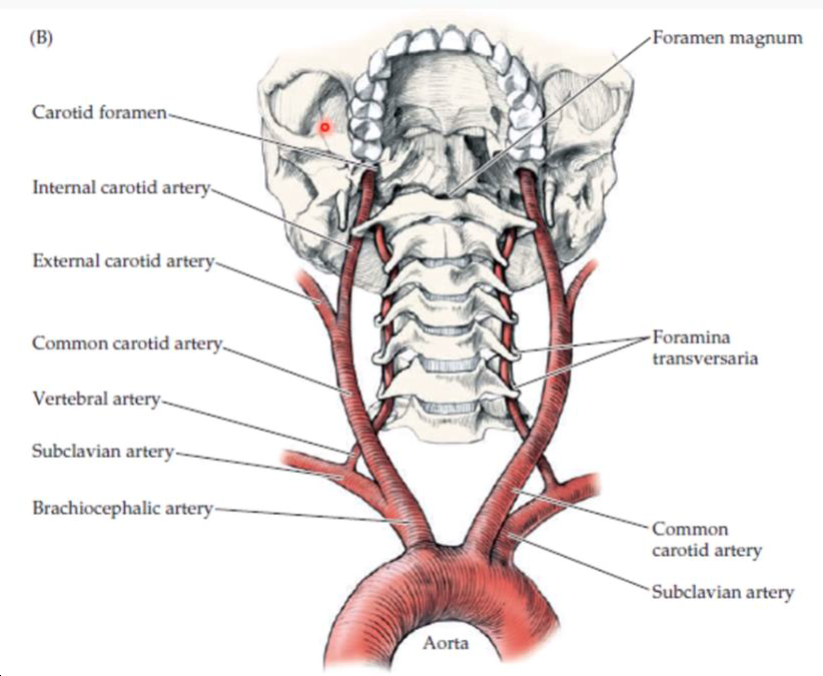 (B)
Foramen magnum
Carotid foramen
Internal carotid artery
External carotid artery
Common carotid artery
Foramina
transversaria
Vertebral artery
Subclavian artery
Brachiocephalic artery
Common
carotid artery
Subclavian artery
Aorta